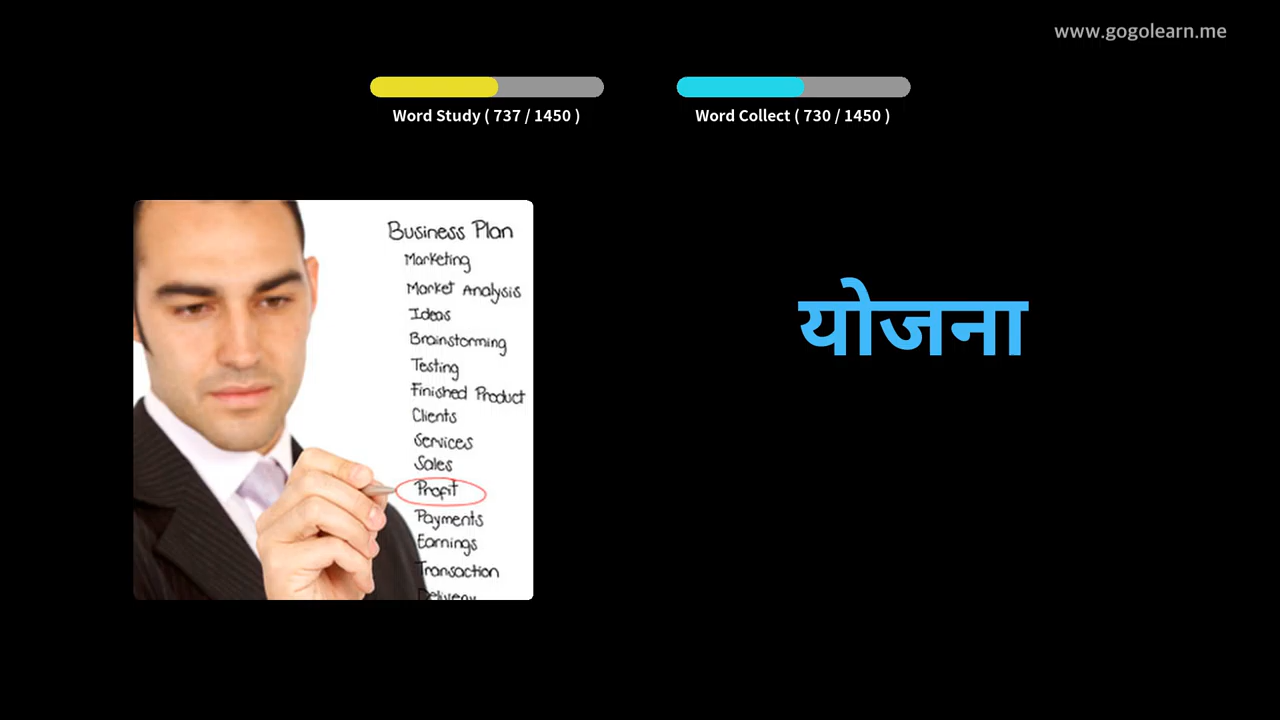 www.gogolearn.me
Word Study ( 737 / 1450 )
Word Collect ( 730 / 1450 )
Business Plan
Marketing
Market Analysis
Ideas
Brainstorming
Testing
Finished Product
Clients
Services
Sales
Profit
Payments
Earnings
Transaction
Delivery
योजना